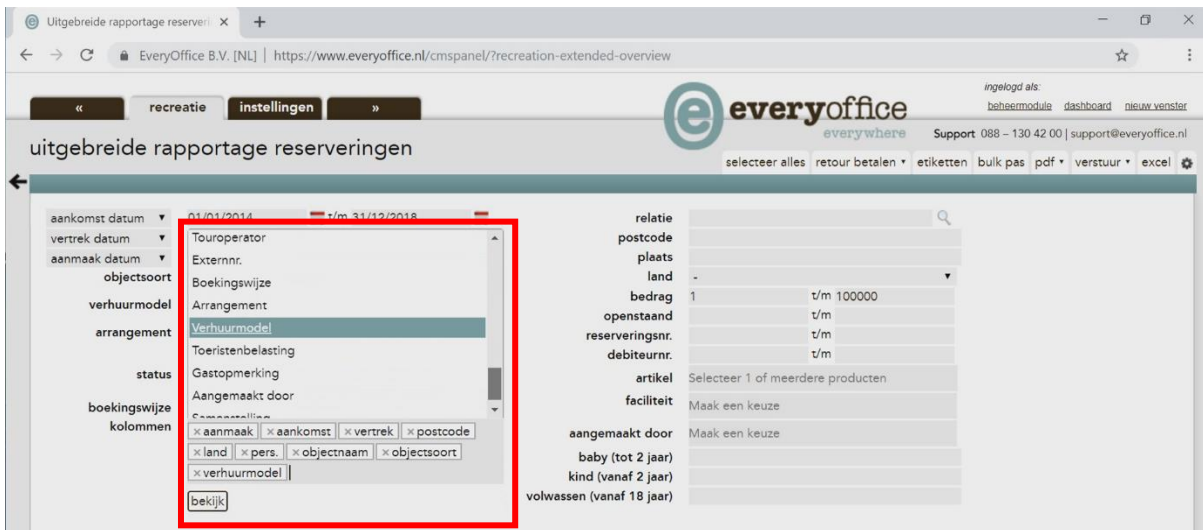 Uitgebreide rapportage reserveri
EveryOffice B.V. [NL] | https://www.everyoffice.nl/cmspanel/?recreation-extended-overview
« recreatie instellingen »
e everyoffice
everywhere
ingelogd als:
beheermodule dashboard nieuw venster
Support 088 – 130 42 00 | support@everyoffice.nl
uitgebreide rapportage reserveringen
selecteer alles retour betalen etiketten bulk pas pdf verstuur excel
aankomst datum 01/01/2014 t/m 31/12/2018
vertrek datum
aanmaak datum
objectsoort
verhuurmodel
arrangement
status
boekingswijze
kolommen
Touroperator
Externnr.
Boekingswijze
Arrangement
Verhuurmodel
Toeristenbelasting
Gastopmerking
Aangemaakt door
Samenstelling
× aanmaak × aankomst × vertrek × postcode
× land × pers. × objectnaam × objectsoort
× verhuurmodel
bekijk
relatie
postcode
plaats
land -
bedrag 1 t/m 100000
openstaand t/m
reserveringsnr. t/m
debiteurnr. t/m
artikel Selecteer 1 of meerdere producten
faciliteit Maak een keuze
aangemaakt door Maak een keuze
baby (tot 2 jaar)
kind (vanaf 2 jaar)
volwassen (vanaf 18 jaar)